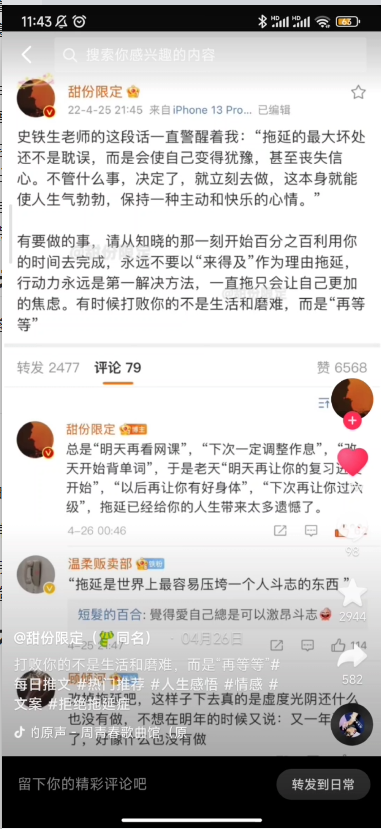 11:43
HD HD 63
搜索你感兴趣的内容
甜份限定
22-4-25 21:45 来自iPhone 13 Pro... 已编辑
史铁生老师的这段话一直警醒着我：“拖延的最大坏处
还不是耽误，而是会使自己变得犹豫，甚至丧失信
心。不管什么事，决定了，就立刻去做，这本身就能
使人生气勃勃，保持一种主动和快乐的心情。”
有要做的事，请从知晓的那一刻开始百分之百利用你
的时间去完成，永远不要以“来得及”作为理由拖延，
行动力永远是第一解决方法，一直拖只会让自己更加
的焦虑。有时候打败你的不是生活和磨难，而是“再等
等”
转发 2477 评论 79 赞 6568
甜份限定
总是“明天再看网课”，“下次一定调整作息”，“改
天开始背单词”，于是老天“明天再让你的复习
开始”，“以后再让你有好身体”，“下次再让你过六
级”，拖延已经给你的人生带来太多遗憾了。
4-26 00:46
98
温柔贩卖部
“拖延是世界上最容易压垮一个人斗志的东西”
短髮的百合: 覺得愛自己總是可以激昂斗志
2944
@甜份限定（同名） · 04月26日
114
打败你的不是生活和磨难，而是“再等等”#
每日推文 #热门推荐 #人生感悟 #情感 #
文案 #拒绝拖延症
582
这样子下去真的是虚度光阴还什么
也没有做，不想在明年的时候又说：又一年
了，好像什么也没有做
原声 - 周青春歌曲馆（原
留下你的精彩评论吧
转发到日常